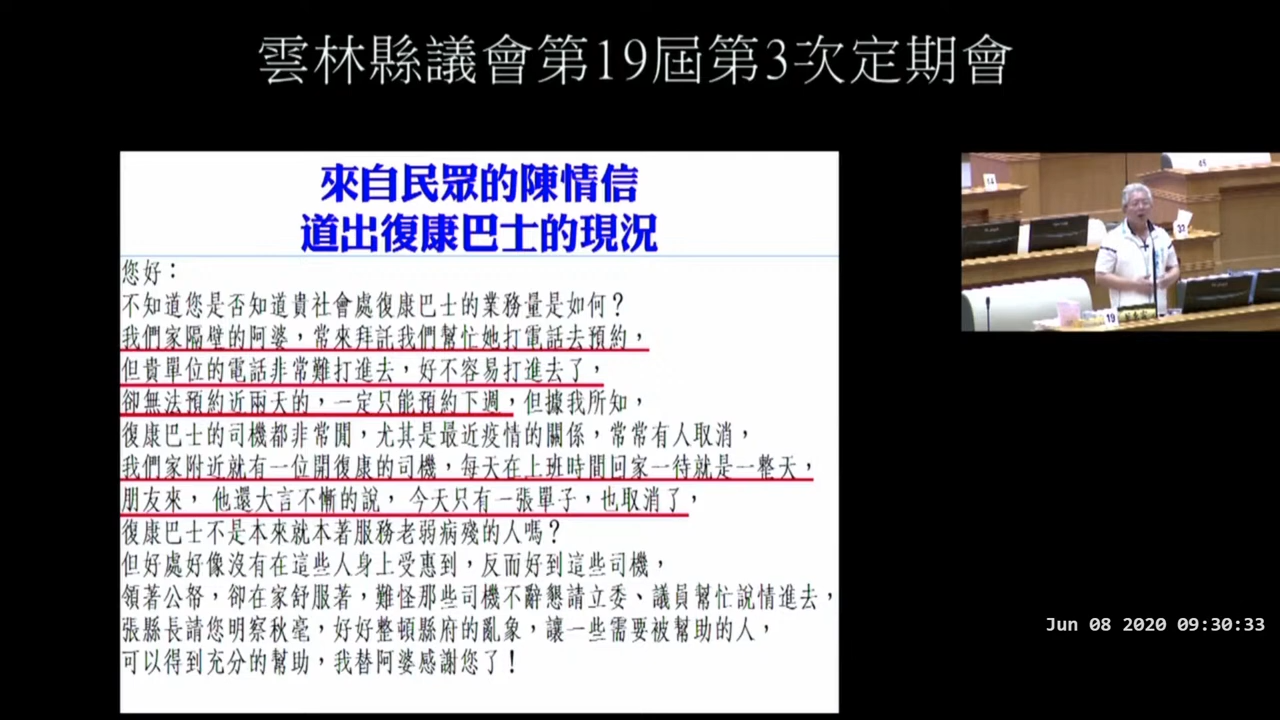 雲林縣議會第19屆第3次定期會
來自民眾的陳情信
道出復康巴士的現況
您好：
不知道您是否知道貴社會處復康巴士的業務量是如何？
我們家隔壁的阿婆，常來拜託我們幫忙她打電話去預約，
但貴單位的電話非常難打進去，好不容易打進去了，
卻無法預約近兩天的，一定只能預約下週，但據我所知，
復康巴士的司機都非常閒，尤其是最近疫情的關係，常常有人取消，
我們家附近就有一位開復康的司機，每天在上班時間回家一待就是一整天，
朋友來， 他還大言不慚的說， 今天只有一張單子，也取消了，
復康巴士不是本來就本著服務老弱病殘的人嗎？
但好處好像沒有在這些人身上受惠到，反而好到這些司機，
領著公帑，卻在家舒服著，難怪那些司機不辭懇請立委、議員幫忙說情進去，
張縣長請您明察秋毫，好好整頓縣府的亂象，讓一些需要被幫助的人，
可以得到充分的幫助，我替阿婆感謝您了！
14
45
33
19
Jun 08 2020 09:30:33